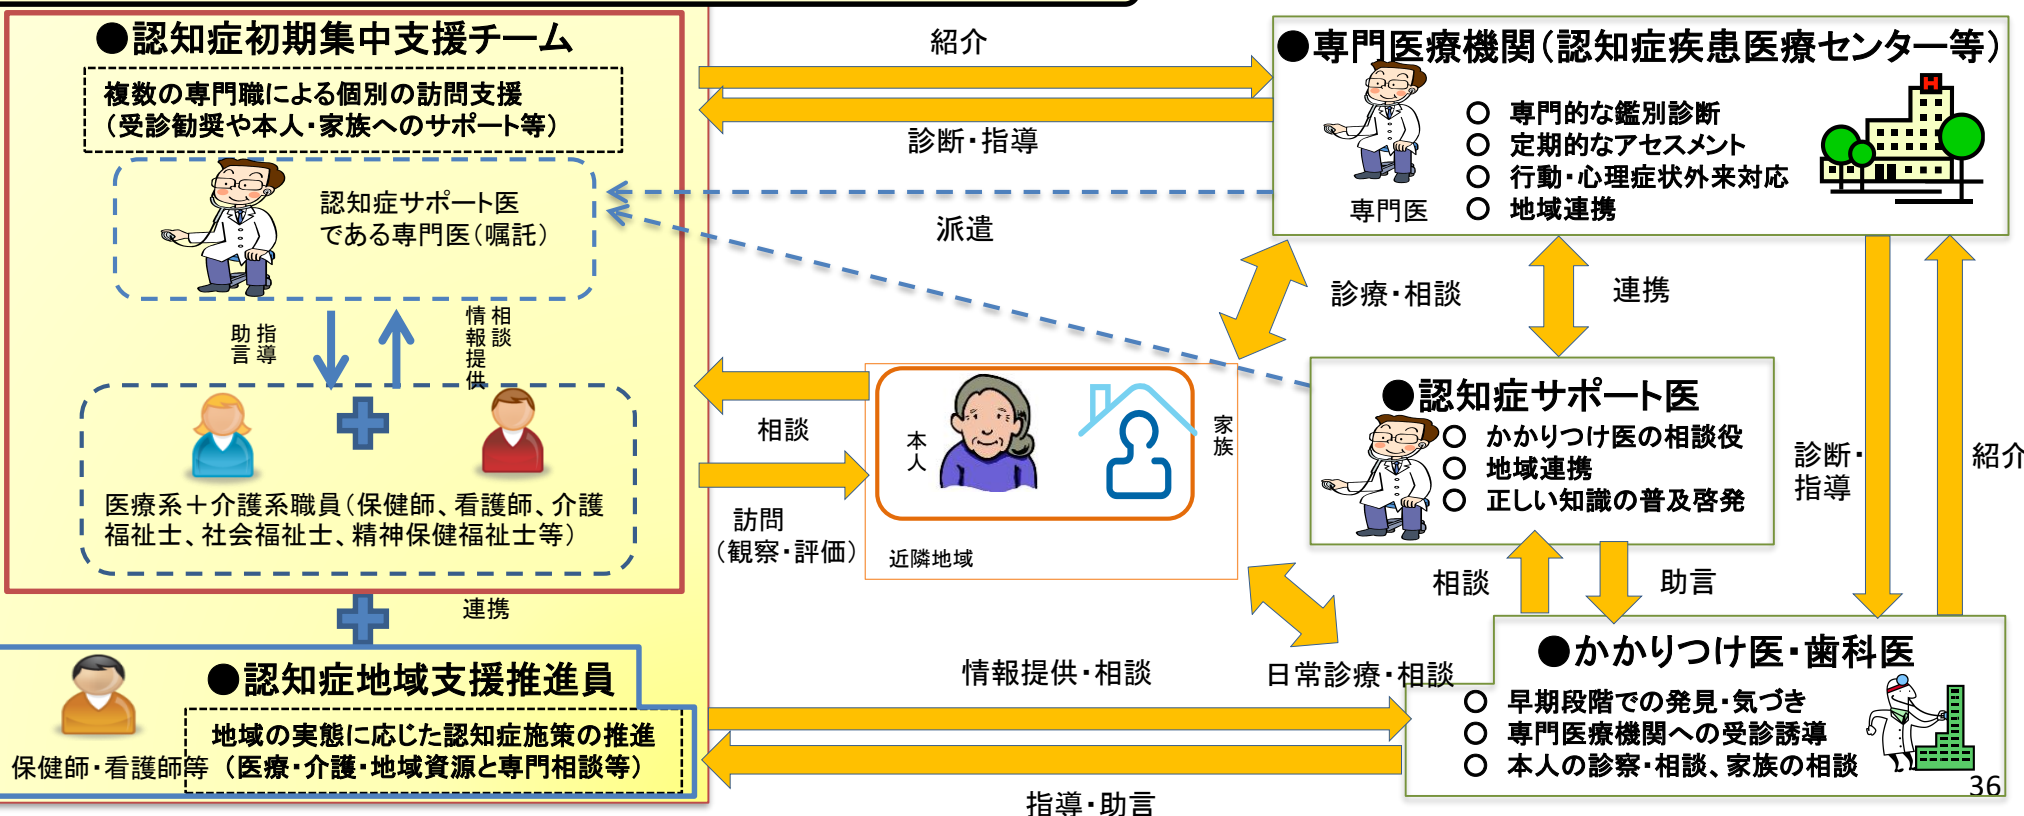 ●認知症初期集中支援チーム
複数の専門職による個別の訪問支援
（受診勧奨や本人・家族へのサポート等）
認知症サポート医
である専門医（嘱託）
指導
助言
相談
情報提供
医療系＋介護系職員（保健師、看護師、介護
福祉士、社会福祉士、精神保健福祉士等）
連携
●認知症地域支援推進員
地域の実態に応じた認知症施策の推進
（医療・介護・地域資源と専門相談等）
保健師・看護師等
紹介
診断・指導
派遣
相談
訪問
（観察・評価）
本人
家族
近隣地域
診療・相談
連携
●専門医療機関（認知症疾患医療センター等）
H
専門医
○ 専門的な鑑別診断
○ 定期的なアセスメント
○ 行動・心理症状外来対応
○ 地域連携
●認知症サポート医
○ かかりつけ医の相談役
○ 地域連携
○ 正しい知識の普及啓発
診断・
指導
紹介
相談
助言
日常診療・相談
情報提供・相談
指導・助言
●かかりつけ医・歯科医
○ 早期段階での発見・気づき
○ 専門医療機関への受診誘導
○ 本人の診察・相談、家族の相談
36